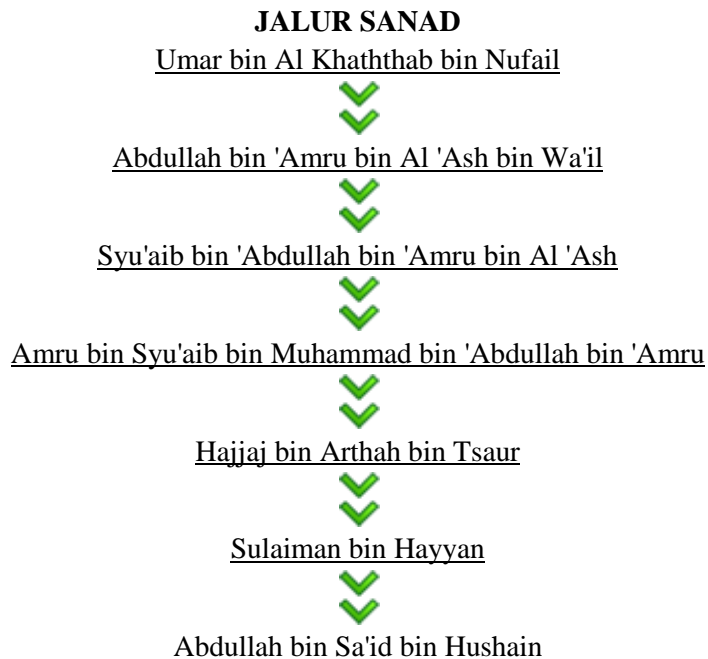 JALUR SANAD
Umar bin Al Khaththab bin Nufail
Abdullah bin 'Amru bin Al 'Ash bin Wa'il
Syu'aib bin 'Abdullah bin 'Amru bin Al 'Ash
Amru bin Syu'aib bin Muhammad bin 'Abdullah bin 'Amru
Hajjaj bin Arthah bin Tsaur
Sulaiman bin Hayyan
Abdullah bin Sa'id bin Hushain